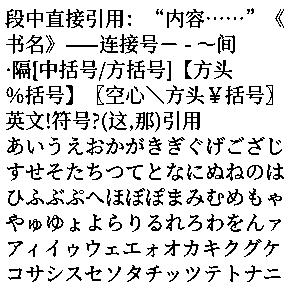 段中直接引用：“内容……”《
书名》——连接号－-～间
·隔[中括号/方括号]【方头
%括号】〖空心＼方头￥括号〗
英文!符号?(这,那)引用
あいうえおかがきぎぐげごござじ
すせそたちつてとなにぬねのは
ひふぶぷへほぼぽまみむめもゃ
やゅゆょよらりるれろわをんァ
アィイゥウェエォオカキクグケ
コサシスセソタチッツテトナニ